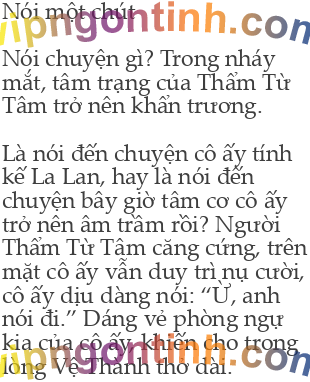 Nói một chút
vipngontinh.com
Nói chuyện gì? Trong nháy
mắt, tâm trạng của Thẩm Từ
Tâm trở nên khẩn trương.
Là nói đến chuyện cô ấy tính
kế La Lan, hay là nói đến
chuyện bây giờ tâm cơ cô ấy
trở nên âm trầm rồi? Người
Thẩm Từ Tâm căng cứng, trên
mặt cô ấy vẫn duy trì nụ cười,
cô ấy dịu dàng nói: “Ừ, anh
nói đi.” Dáng vẻ phòng ngự
kia của cô ấy, khiến cho trong
lòng Vệ Thành thở dài.
vipngontinh.com